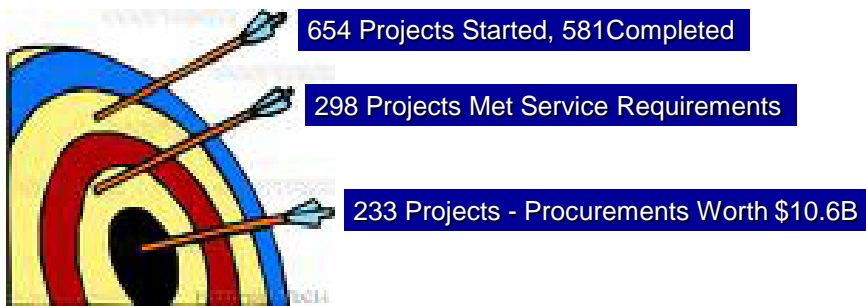 654 Projects Started, 581Completed
298 Projects Met Service Requirements
233 Projects - Procurements Worth $10.6B